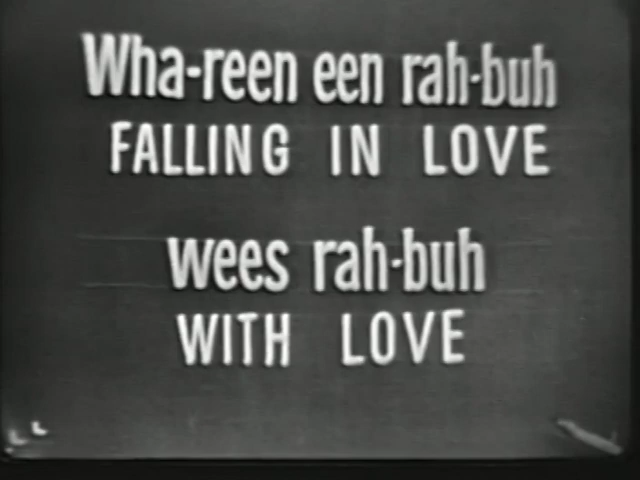 Wha-reen een rah-buh
FALLING IN LOVE
wees rah-buh
WITH LOVE